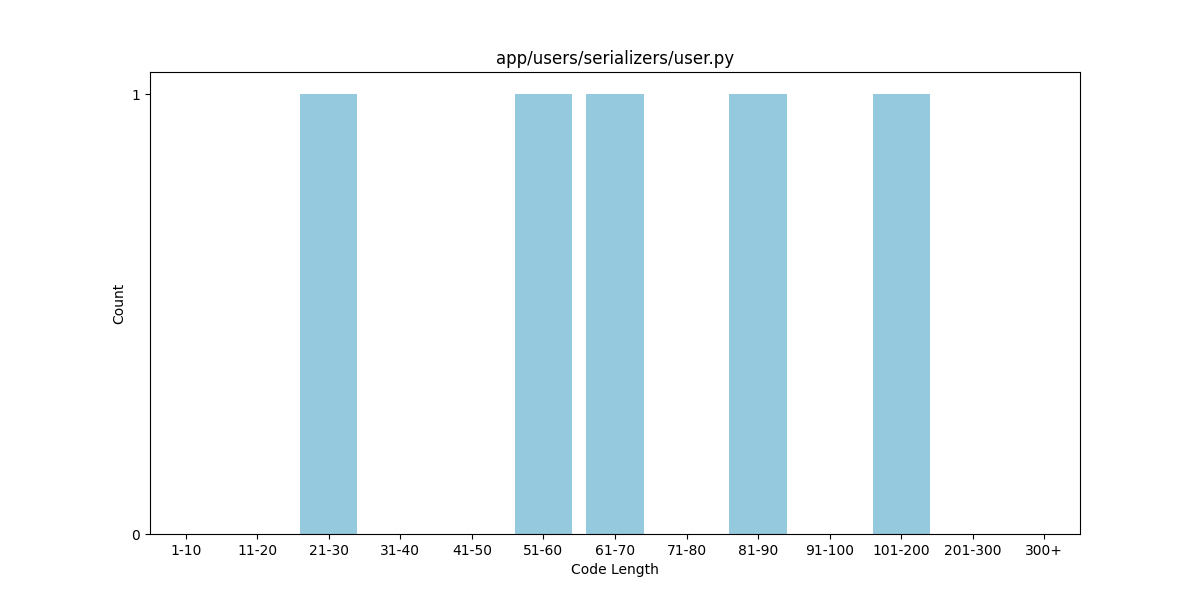 app/users/serializers/user.py
1
Count
0
1-10 11-20 21-30 31-40 41-50 51-60 61-70 71-80 81-90 91-100 101-200 201-300 300+
Code Length